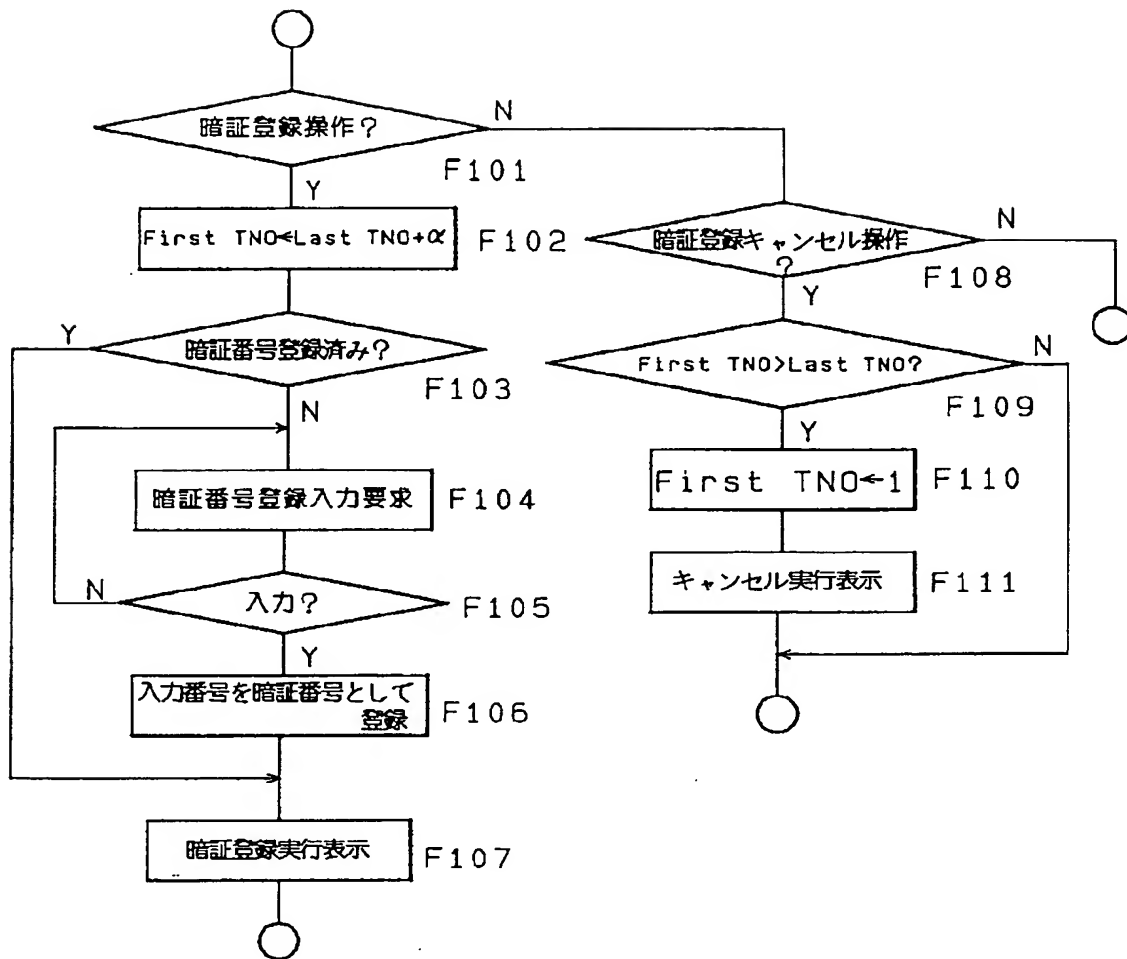 暗証登録操作？
N
F101
Y
First TNO←Last TNO+α
F102
暗証番号登録済み？
Y
F103
N
暗証番号登録入力要求
F104
入力？
N
F105
Y
入力番号を暗証番号として
登録
F106
暗証登録実行表示
F107
暗証登録キャンセル操作
？
N
F108
Y
First TNO>Last TNO?
N
F109
Y
First TNO←1
F110
キャンセル実行表示
F111